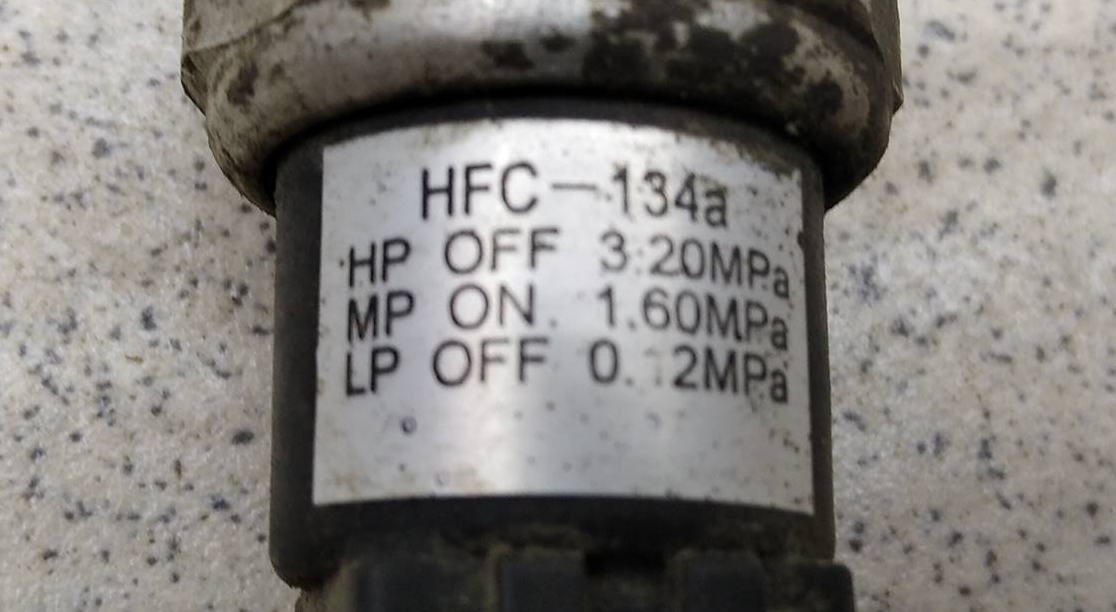 HFC-134a
HP OFF 3.20MPa
MP ON. 1.60MPa
LP OFF